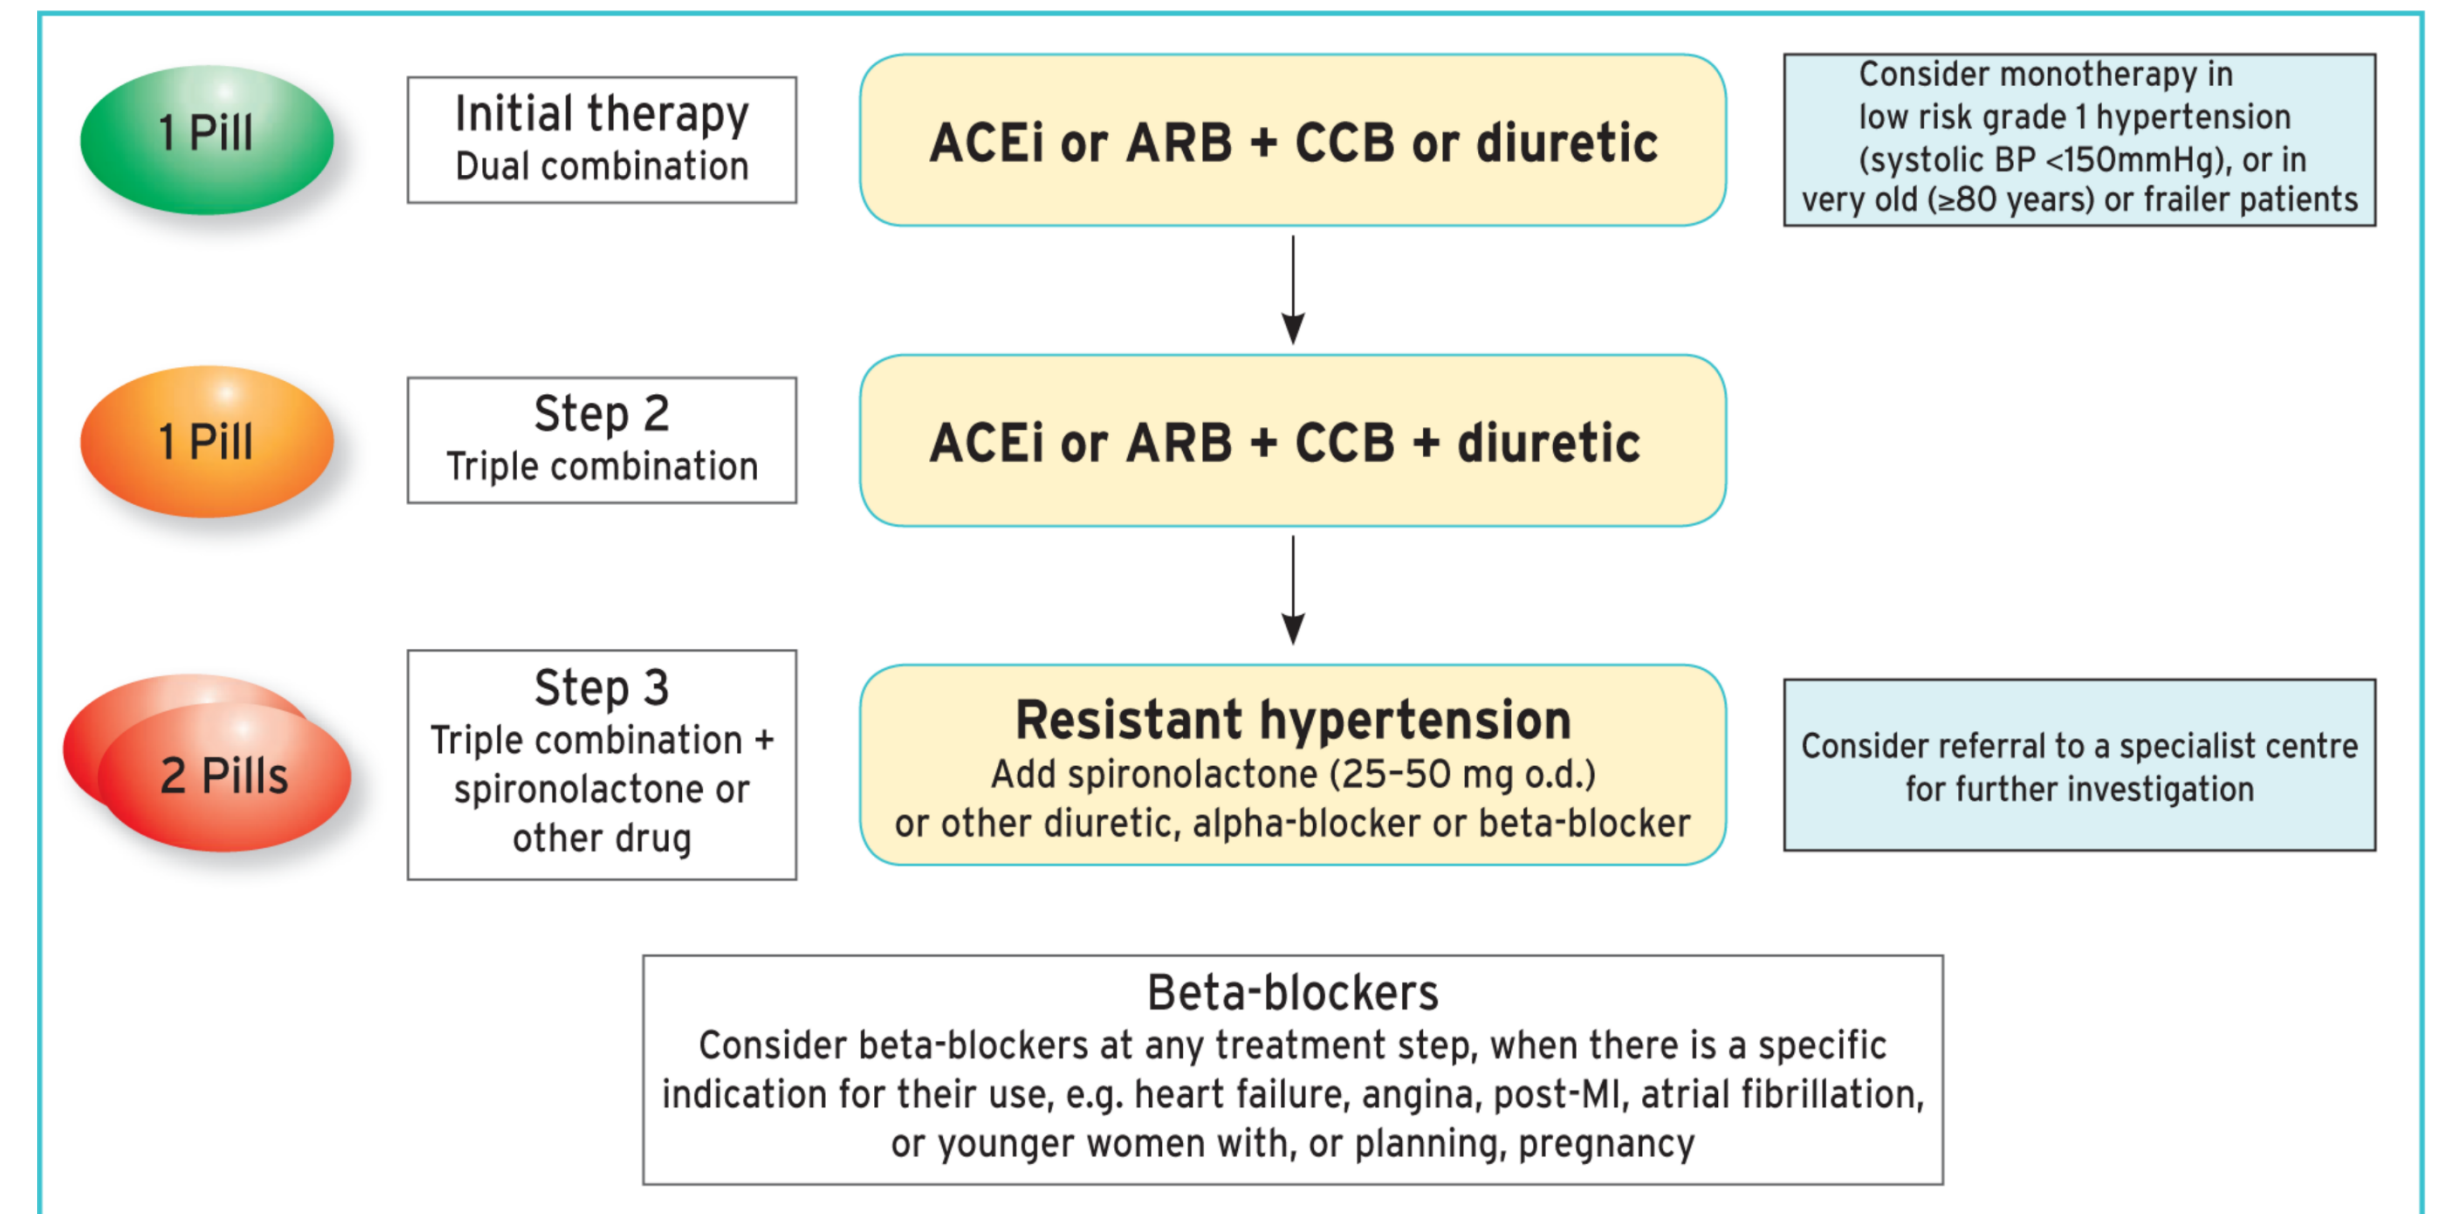 1 Pill
Initial therapy
Dual combination
ACEi or ARB + CCB or diuretic
Consider monotherapy in
low risk grade 1 hypertension
(systolic BP <150mmHg), or in
very old (≥80 years) or frailer patients
1 Pill
Step 2
Triple combination
ACEi or ARB + CCB + diuretic
2 Pills
Step 3
Triple combination +
spironolactone or
other drug
Resistant hypertension
Add spironolactone (25–50 mg o.d.)
or other diuretic, alpha-blocker or beta-blocker
Consider referral to a specialist centre
for further investigation
Beta-blockers
Consider beta-blockers at any treatment step, when there is a specific
indication for their use, e.g. heart failure, angina, post-MI, atrial fibrillation,
or younger women with, or planning, pregnancy